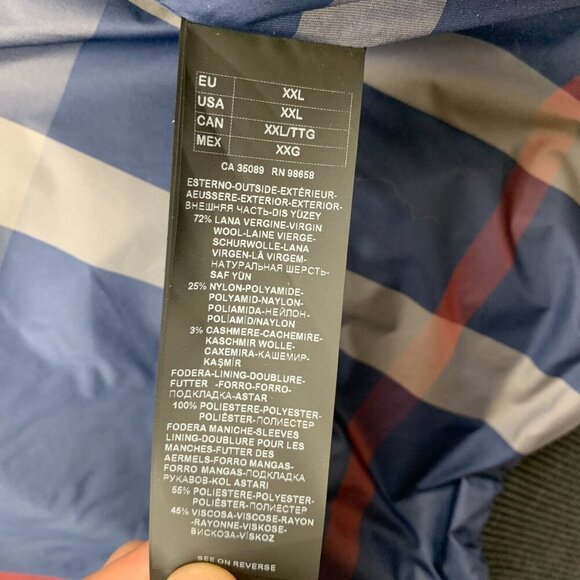 EU XXL
USA XXL
CAN XXL/TTG
MEX XXG
CA 35089 RN 98658
ESTERNO-OUTSIDE-EXTÉRIEUR-
AEUSSERE-EXTERIOR-EXTERIOR-
ВНЕШНЯЯ ЧАСТЬ-DIS YÜZEY
72% LANA VERGINE-VIRGIN
WOOL-LAINE VIERGE-
SCHURWOLLE-LANA
VIRGEN-LÃ VIRGEM-
НАТУРАЛЬНАЯ ШЕРСТЬ-
SAF YÜN
25% NYLON-POLYAMIDE-
POLYAMID-NAYLON-
POLIAMIDA-НЕЙЛОН-
POLÍAMÍD/NAYLON
3% CASHMERE-CACHEMIRE-
KASCHMIR WOLLE-
CAXEMIRA-КАШЕМИР-
KAŞMİR
FODERA-LINING-DOUBLURE-
FUTTER -FORRO-FORRO-
ПОДКЛАДКА-ASTAR
100% POLIESTERE-POLYESTER-
POLIÉSTER-ПОЛИЕСТЕР
FODERA MANICHE-SLEEVES
LINING-DOUBLURE POUR LES
MANCHES-FUTTER DES
AERMELS-FORRO MANGAS-
FORRO MANGAS-ПОДКЛАДКА
РУКАВОВ-KOL ASTARI
55% POLIESTERE-POLYESTER-
POLIÉSTER-ПОЛИЕСТЕР
45% VISCOSA-VISCOSE-RAYON
-RAYONNE-VISKOSE-
ВИСКОЗА-VİSKOZ
SEE ON REVERSE